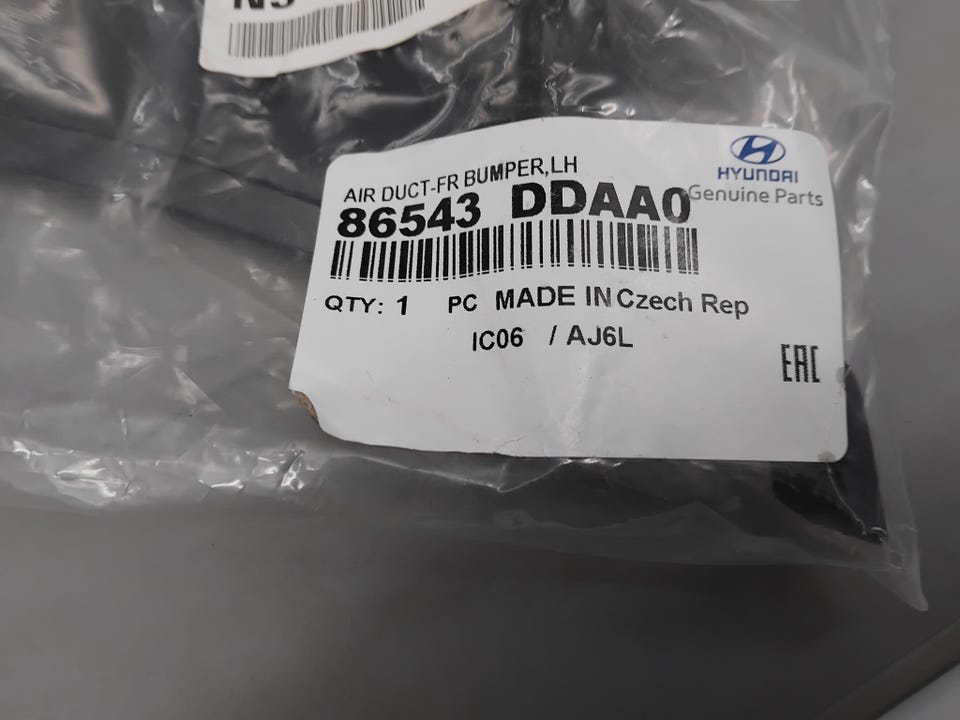 AIR DUCT-FR BUMPER,LH
86543 DDAA0
HYUNDAI
Genuine Parts
QTY: 1 PC MADE IN Czech Rep
IC06 / AJ6L
EAC